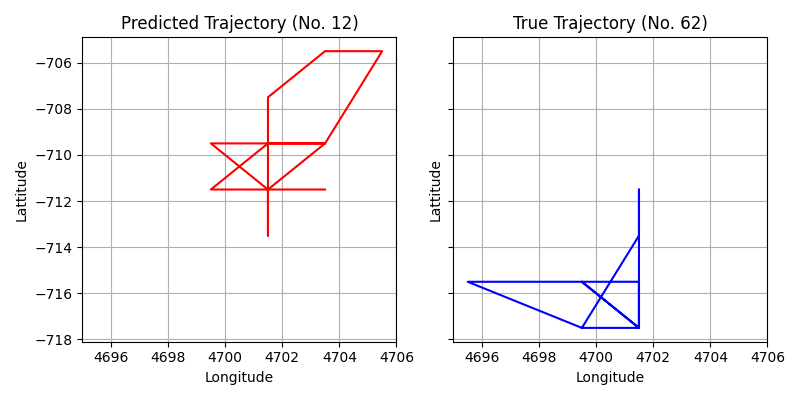 Predicted Trajectory (No. 12)
True Trajectory (No. 62)
−706
−708
−710
−712
−714
−716
−718
Lattitude
Lattitude
4696 4698 4700 4702 4704 4706
4696 4698 4700 4702 4704 4706
Longitude
Longitude